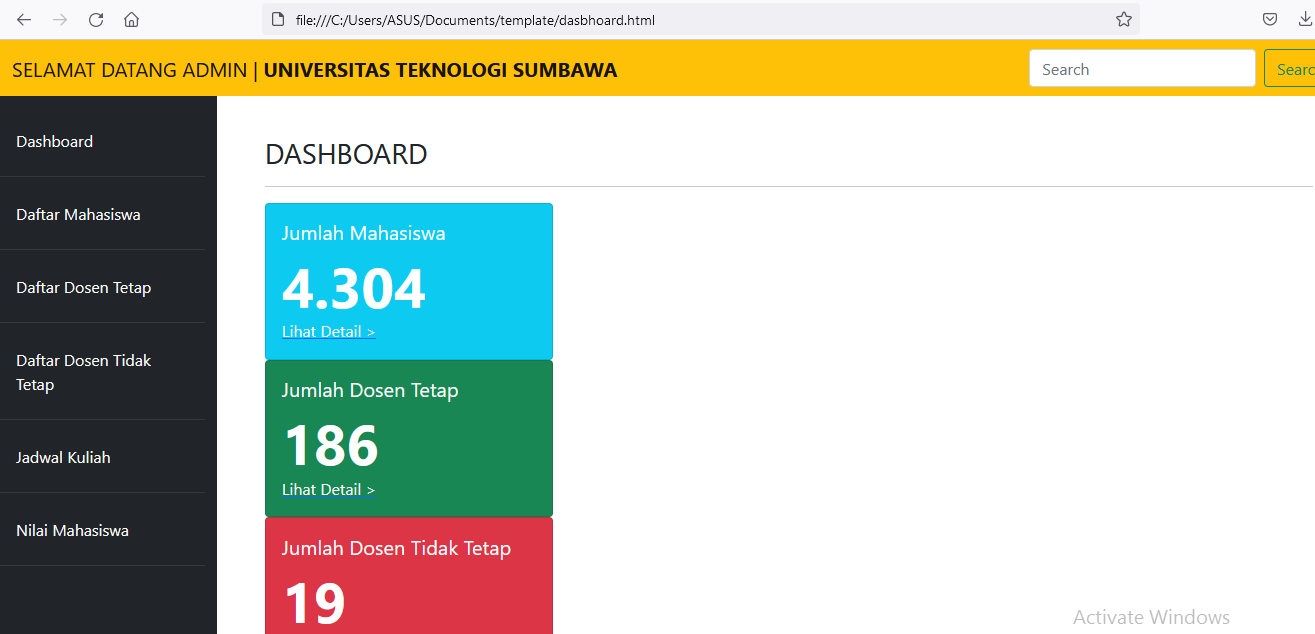 file:///C:/Users/ASUS/Documents/template/dasbhoard.html
SELAMAT DATANG ADMIN | UNIVERSITAS TEKNOLOGI SUMBAWA
Search
Searc
Dashboard
Daftar Mahasiswa
Daftar Dosen Tetap
Daftar Dosen Tidak
Tetap
Jadwal Kuliah
Nilai Mahasiswa
DASHBOARD
Jumlah Mahasiswa
4.304
Lihat Detail >
Jumlah Dosen Tetap
186
Lihat Detail >
Jumlah Dosen Tidak Tetap
19
Activate Windows